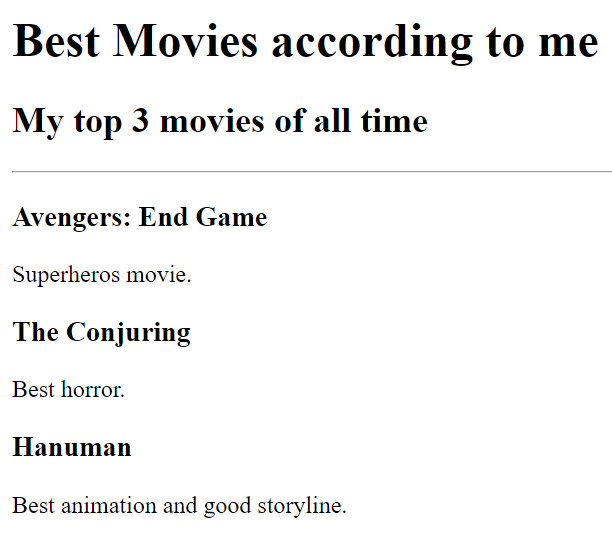 Best Movies according to me
My top 3 movies of all time
Avengers: End Game
Superheros movie.
The Conjuring
Best horror.
Hanuman
Best animation and good storyline.